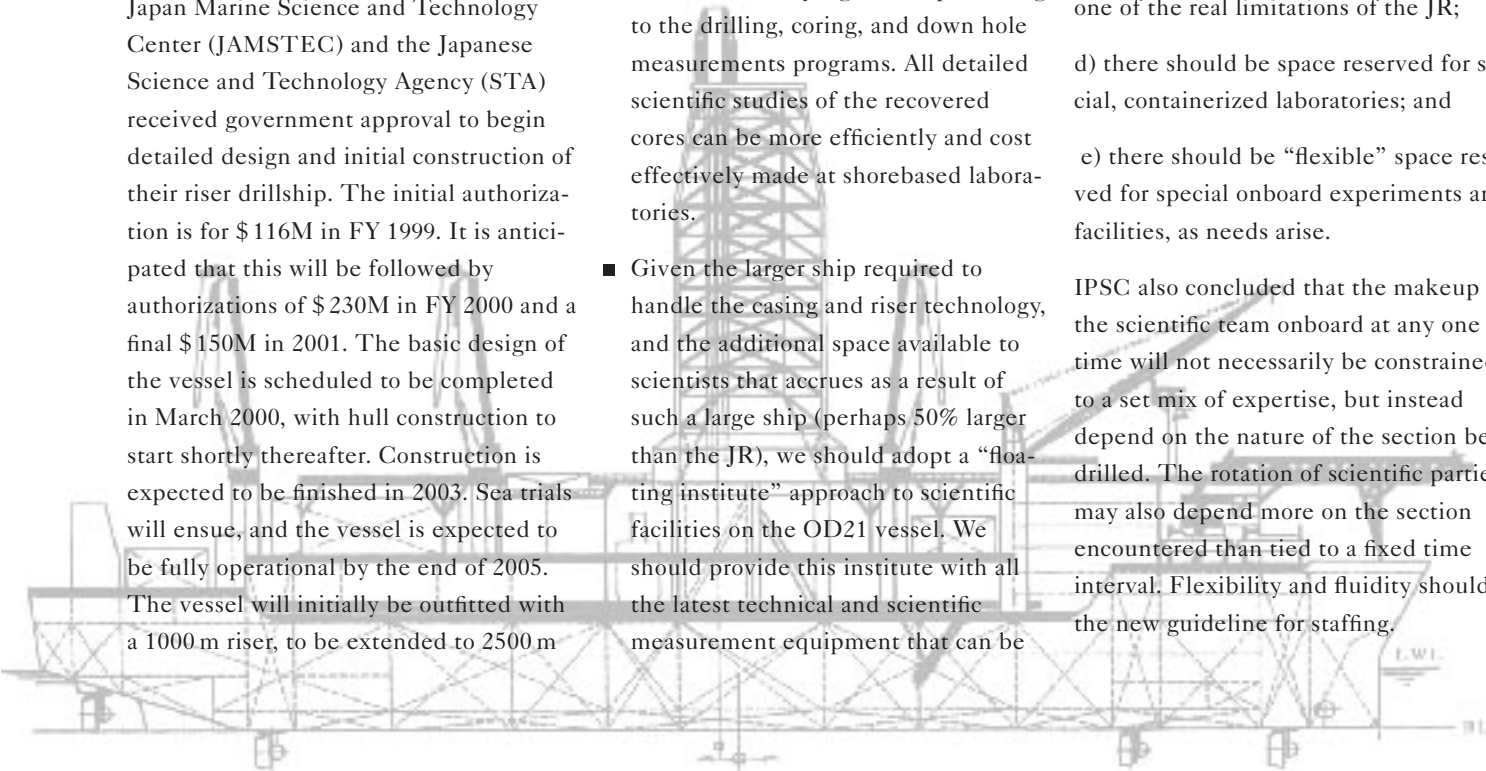 Japan Marine Science and Technology
Center (JAMSTEC) and the Japanese
Science and Technology Agency (STA)
received government approval to begin
detailed design and initial construction of
their riser drillship. The initial authoriza-
tion is for $ 116M in FY 1999. It is antici-
pated that this will be followed by
authorizations of $ 230M in FY 2000 and a
final $ 150M in 2001. The basic design of
the vessel is scheduled to be completed
in March 2000, with hull construction to
start shortly thereafter. Construction is
expected to be finished in 2003. Sea trials
will ensue, and the vessel is expected to
be fully operational by the end of 2005.
The vessel will initially be outfitted with
a 1000 m riser, to be extended to 2500 m
to the drilling, coring, and down hole
measurements programs. All detailed
scientific studies of the recovered
cores can be more efficiently and cost
effectively made at shorebased labora-
tories.
■ Given the larger ship required to
handle the casing and riser technology,
and the additional space available to
scientists that accrues as a result of
such a large ship (perhaps 50% larger
than the JR), we should adopt a “floa-
ting institute” approach to scientific
facilities on the OD21 vessel. We
should provide this institute with all
the latest technical and scientific
measurement equipment that can be
one of the real limitations of the JR;
d) there should be space reserved for
cial, containerized laboratories; and
e) there should be “flexible” space
ved for special onboard experiments
facilities, as needs arise.
IPSC also concluded that the makeup
the scientific team onboard at any one
time will not necessarily be
to a set mix of expertise, but instead
depend on the nature of the section
drilled. The rotation of scientific
may also depend more on the section
encountered than tied to a fixed time
interval. Flexibility and fluidity should
the new guideline for staffing.
L.W.L.